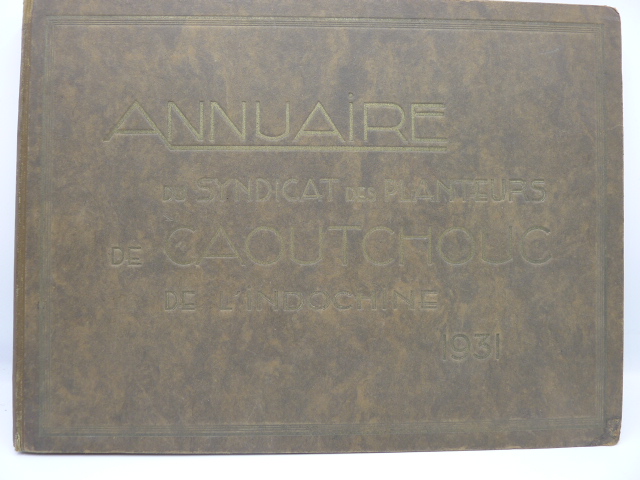 ANNUAiRE
DU SYNDICAT DES PLANTEURS
DE CAOUTCHOUC
DE L'INDOCHINE
1931